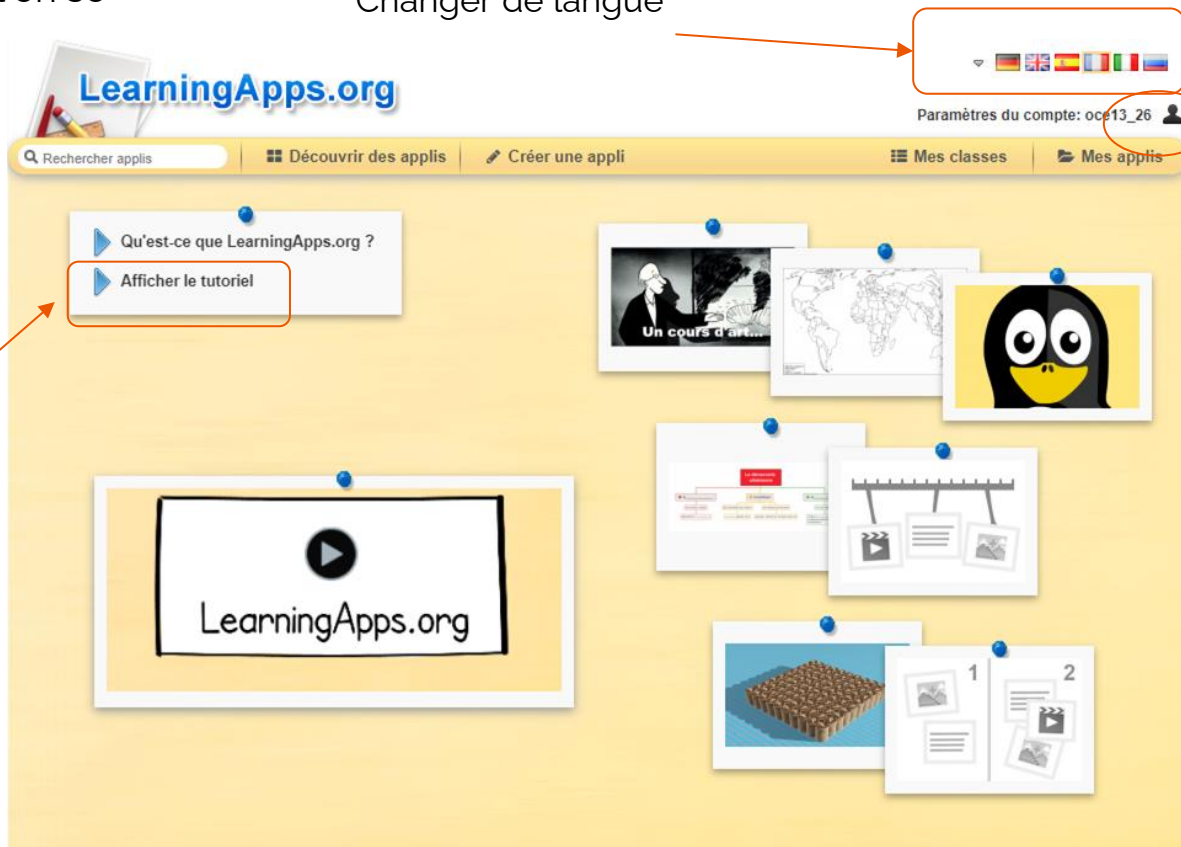 Changer de langue
LearningApps.org
Paramètres du compte: oce13_26
Rechercher applis
Découvrir des applis
Créer une appli
Mes classes
Mes applis
Qu'est-ce que LearningApps.org ?
Afficher le tutoriel
Un cours d'art...
LearningApps.org
1
2